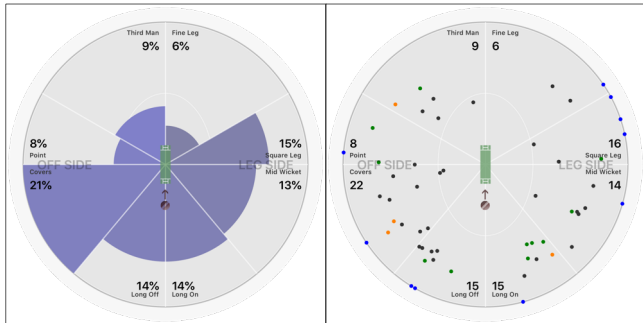 Third Man
9%
Fine Leg
6%
8%
Point
OFF SIDE
Covers
21%
15%
Square Leg
LEG SIDE
Mid Wicket
13%
14%
Long Off
14%
Long On
Third Man
9
Fine Leg
6
8
Point
OFF SIDE
Covers
22
16
Square Leg
LEG SIDE
Mid Wicket
14
15
Long Off
15
Long On